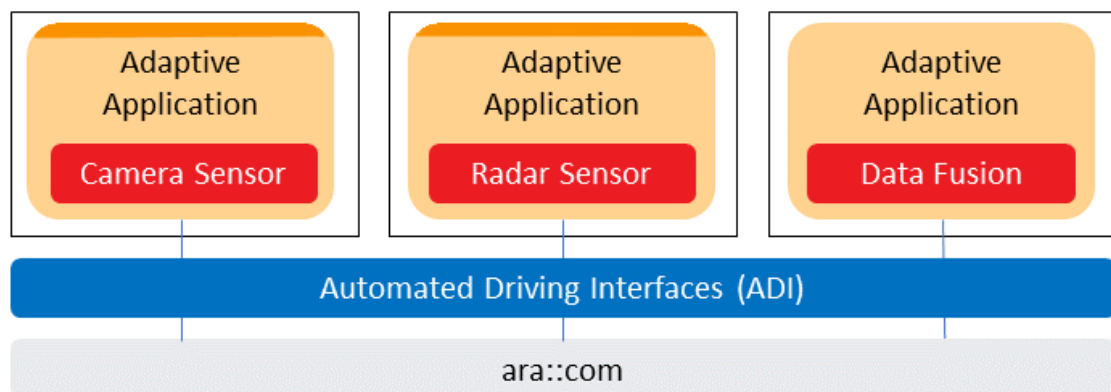 Adaptive
Application
Camera Sensor
Adaptive
Application
Radar Sensor
Adaptive
Application
Data Fusion
Automated Driving Interfaces (ADI)
ara::com